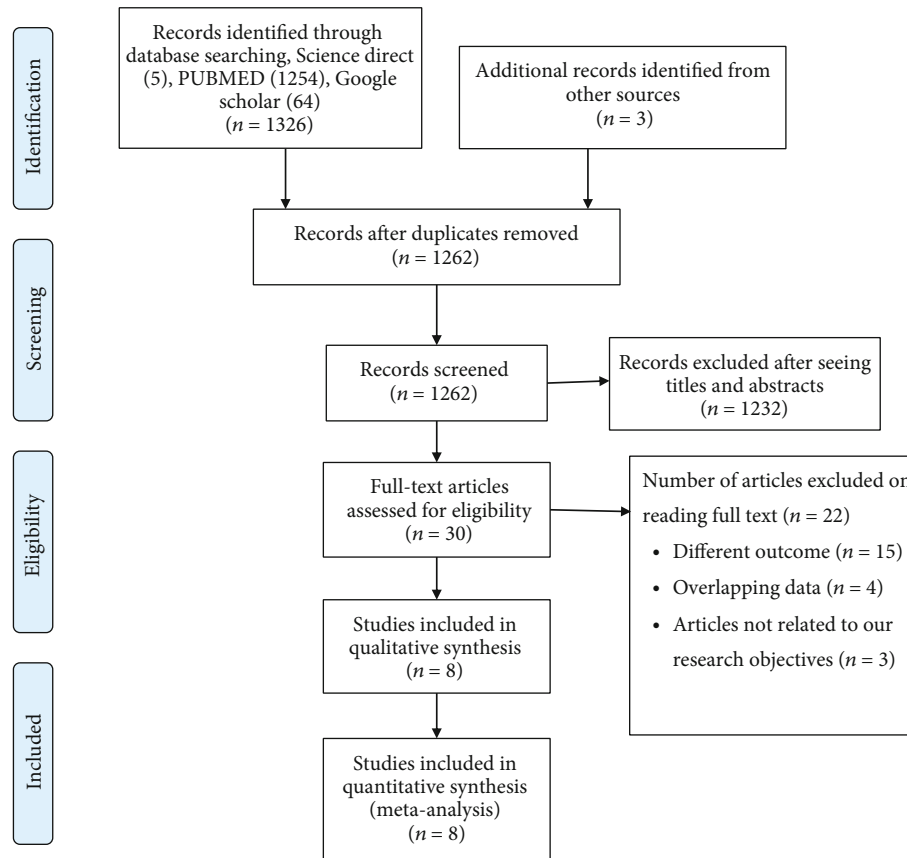 Identification
Records identified through
database searching, Science direct
(5), PUBMED (1254), Google
scholar (64)
(n = 1326)
Additional records identified from
other sources
(n = 3)
Records after duplicates removed
(n = 1262)
Screening
Records screened
(n = 1262)
Records excluded after seeing
titles and abstracts
(n = 1232)
Eligibility
Full-text articles
assessed for eligibility
(n = 30)
Number of articles excluded on
reading full text (n = 22)
• Different outcome (n = 15)
• Overlapping data (n = 4)
• Articles not related to our
research objectives (n = 3)
Studies included in
qualitative synthesis
(n = 8)
Included
Studies included in
quantitative synthesis
(meta-analysis)
(n = 8)